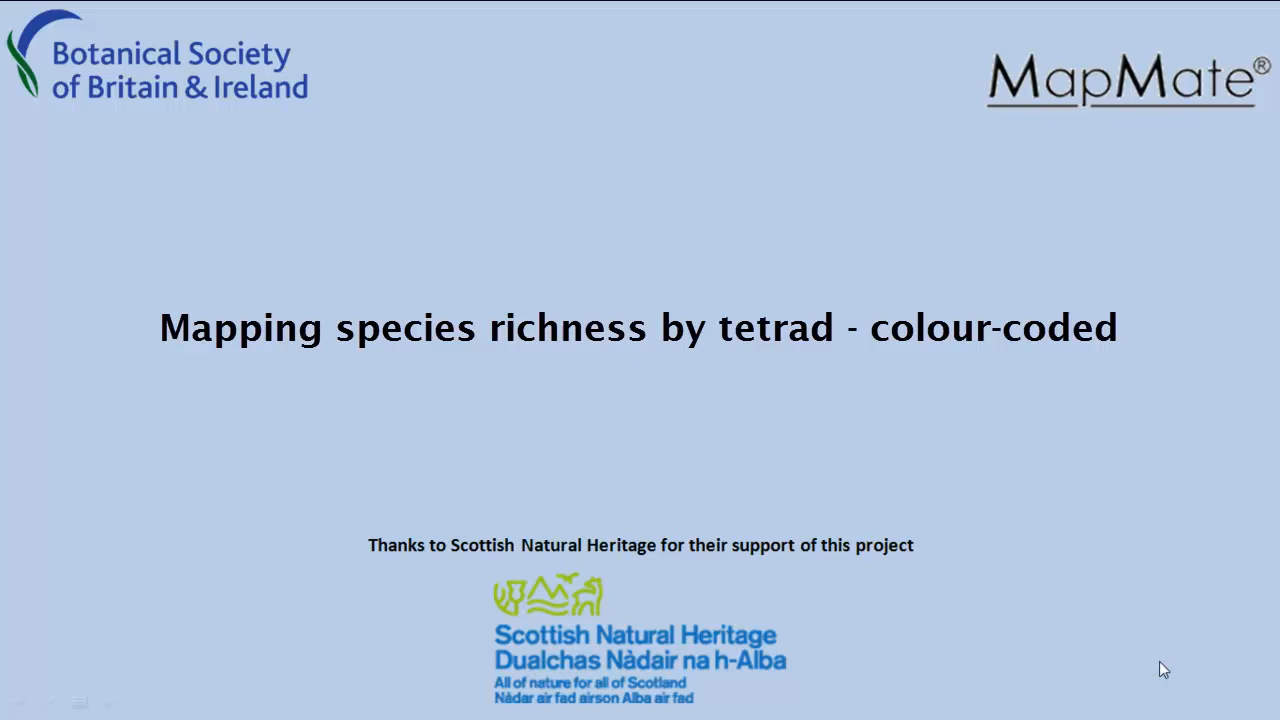 Botanical Society
of Britain & Ireland
MapMate®
Mapping species richness by tetrad - colour-coded
Thanks to Scottish Natural Heritage for their support of this project
Scottish Natural Heritage
Dualchas Nàdair na h-Alba
All of nature for all of Scotland
Nàdar air fad airson Alba air fad